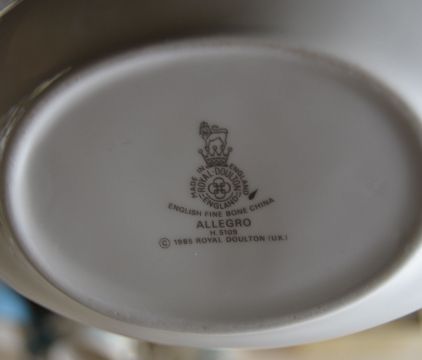 MADE IN ENGLAND
ROYAL·DOULTON
ENGLAND
ENGLISH FINE BONE CHINA
ALLEGRO
H. 5109
© 1985 ROYAL DOULTON (U.K.)